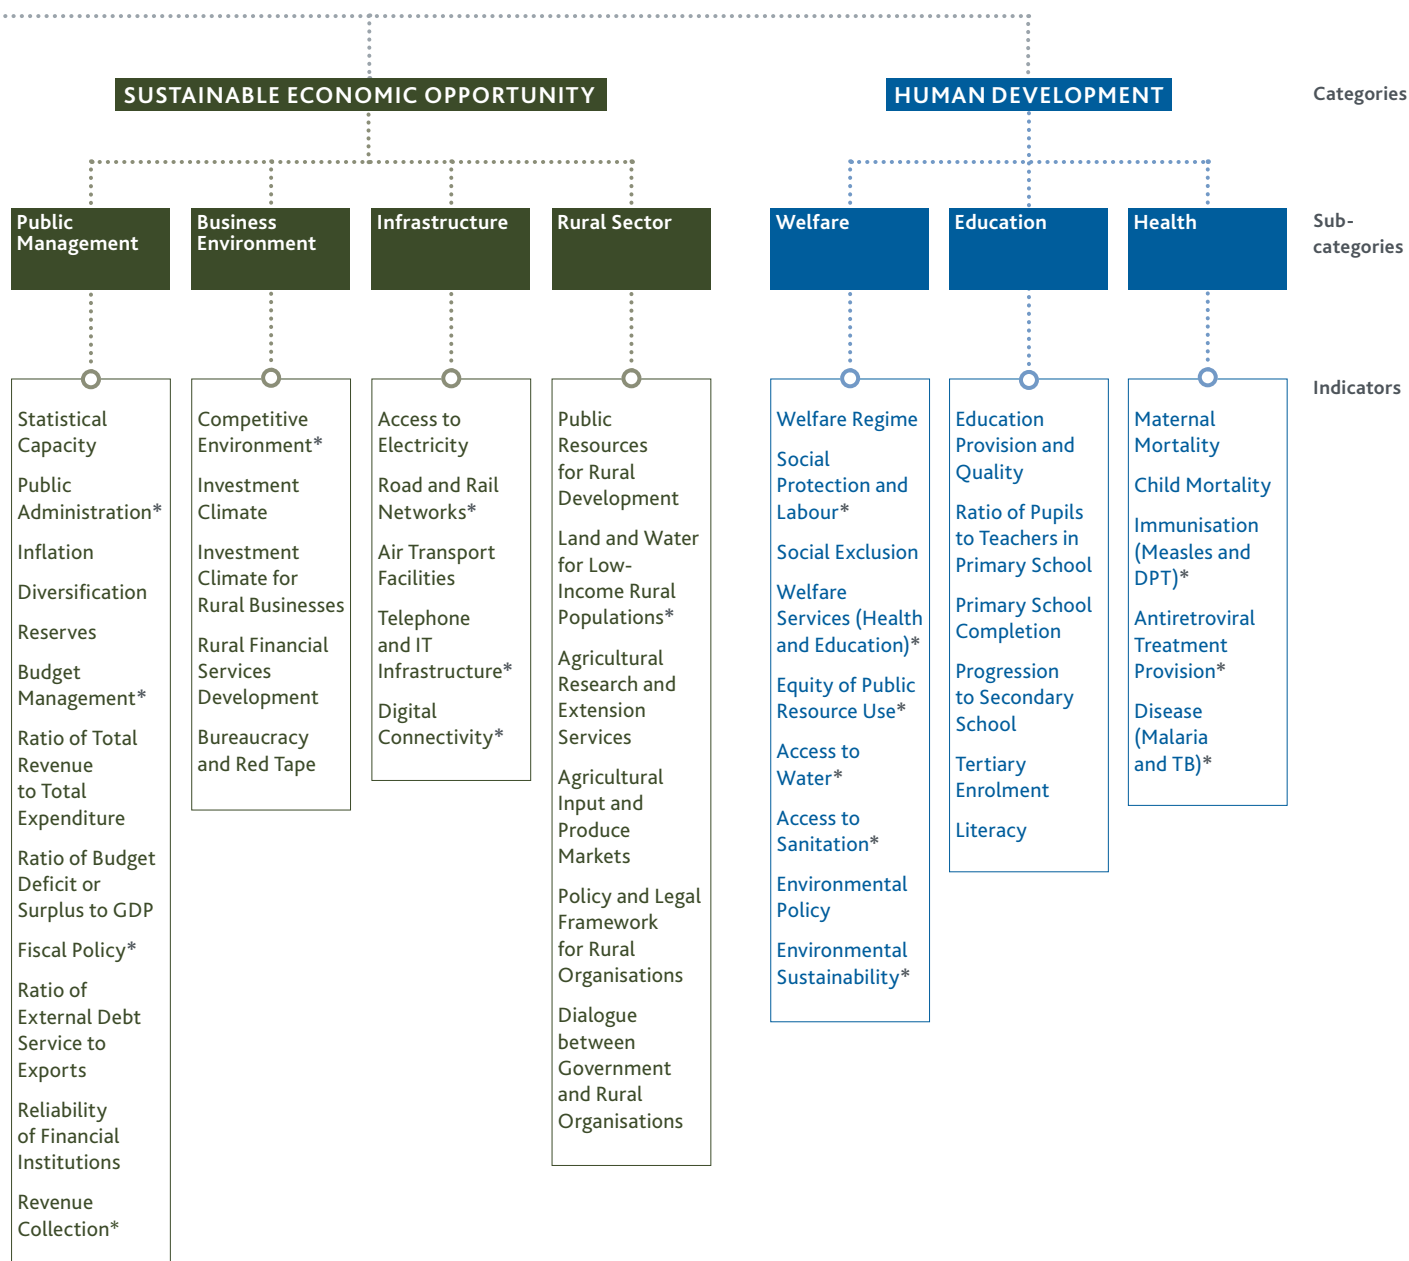 SUSTAINABLE ECONOMIC OPPORTUNITY
HUMAN DEVELOPMENT
Categories
Public
Management
Business
Environment
Infrastructure
Rural Sector
Welfare
Education
Health
Sub-
categories
Indicators
Statistical
Capacity
Public
Administration*
Inflation
Diversification
Reserves
Budget
Management*
Ratio of Total
Revenue
to Total
Expenditure
Ratio of Budget
Deficit or
Surplus to GDP
Fiscal Policy*
Ratio of
External Debt
Service to
Exports
Reliability
of Financial
Institutions
Revenue
Collection*
Competitive
Environment*
Investment
Climate
Investment
Climate for
Rural Businesses
Rural Financial
Services
Development
Bureaucracy
and Red Tape
Access to
Electricity
Road and Rail
Networks*
Air Transport
Facilities
Telephone
and IT
Infrastructure*
Digital
Connectivity*
Public
Resources
for Rural
Development
Land and Water
for Low-
Income Rural
Populations*
Agricultural
Research and
Extension
Services
Agricultural
Input and
Produce
Markets
Policy and Legal
Framework
for Rural
Organisations
Dialogue
between
Government
and Rural
Organisations
Welfare Regime
Social
Protection and
Labour*
Social Exclusion
Welfare
Services (Health
and Education)*
Equity of Public
Resource Use*
Access to
Water*
Access to
Sanitation*
Environmental
Policy
Environmental
Sustainability*
Education
Provision and
Quality
Ratio of Pupils
to Teachers in
Primary School
Primary School
Completion
Progression
to Secondary
School
Tertiary
Enrolment
Literacy
Maternal
Mortality
Child Mortality
Immunisation
(Measles and
DPT)*
Antiretroviral
Treatment
Provision*
Disease
(Malaria
and TB)*